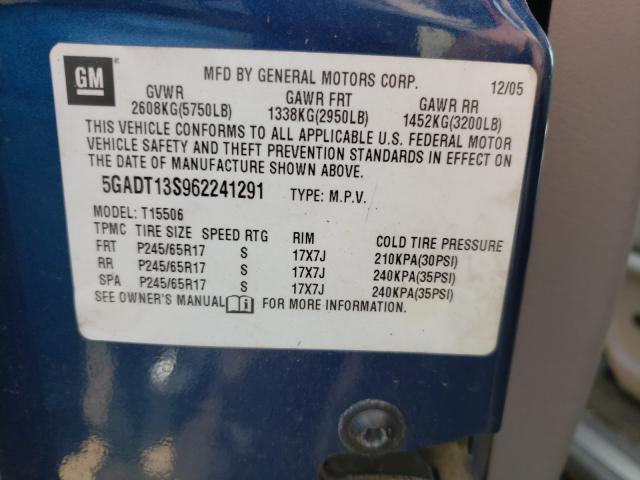 GM
MFD BY GENERAL MOTORS CORP. 12/05
GVWR GAWR FRT GAWR RR
2608KG(5750LB) 1338KG(2950LB) 1452KG(3200LB)
THIS VEHICLE CONFORMS TO ALL APPLICABLE U.S. FEDERAL MOTOR
VEHICLE SAFETY AND THEFT PREVENTION STANDARDS IN EFFECT ON
THE DATE OF MANUFACTURE SHOWN ABOVE.
5GADT13S962241291 TYPE: M.P.V.
MODEL: T15506
TPMC TIRE SIZE SPEED RTG RIM COLD TIRE PRESSURE
FRT P245/65R17 S 17X7J 210KPA(30PSI)
RR P245/65R17 S 17X7J 240KPA(35PSI)
SPA P245/65R17 S 17X7J 240KPA(35PSI)
SEE OWNER'S MANUAL FOR MORE INFORMATION.